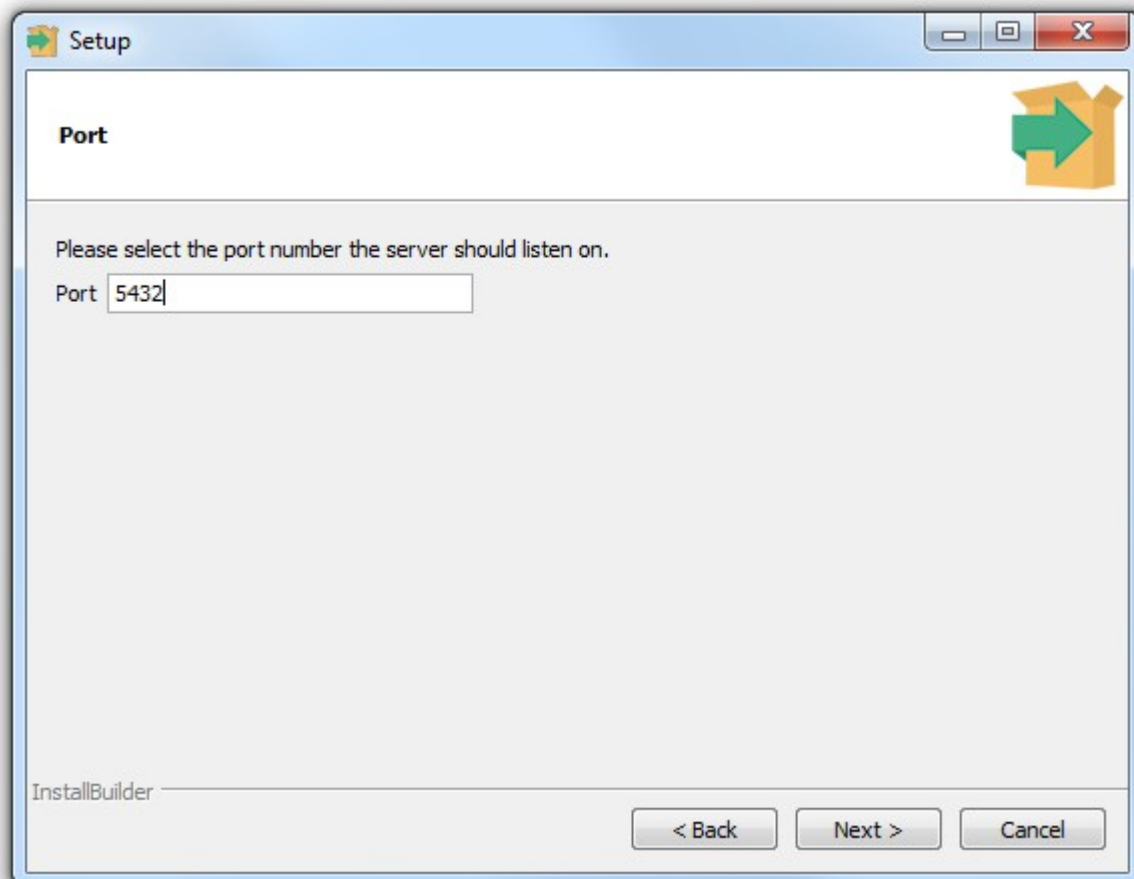 Setup
Port
Please select the port number the server should listen on.
Port 5432
InstallBuilder
< Back Next > Cancel